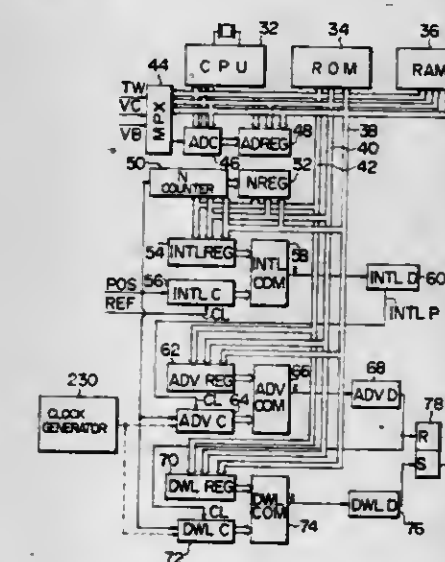 32
34
36
44
CPU
ROM
RAM
TW
VC
VB
MPX
ADC
ADREG
48
38
40
42
50
46
52
N COUNTER
NREG
54
INTL REG
58
56
INTL C
INTL COM
INTL D
60
POS
REF
CL
INTL P
62
ADV REG
66
68
CL
64
ADV COM
ADV D
78
230
ADV C
CLOCK GENERATOR
R
S
70
DWL REG
CL
DWL COM
DWL D
DWL C
74
76
72